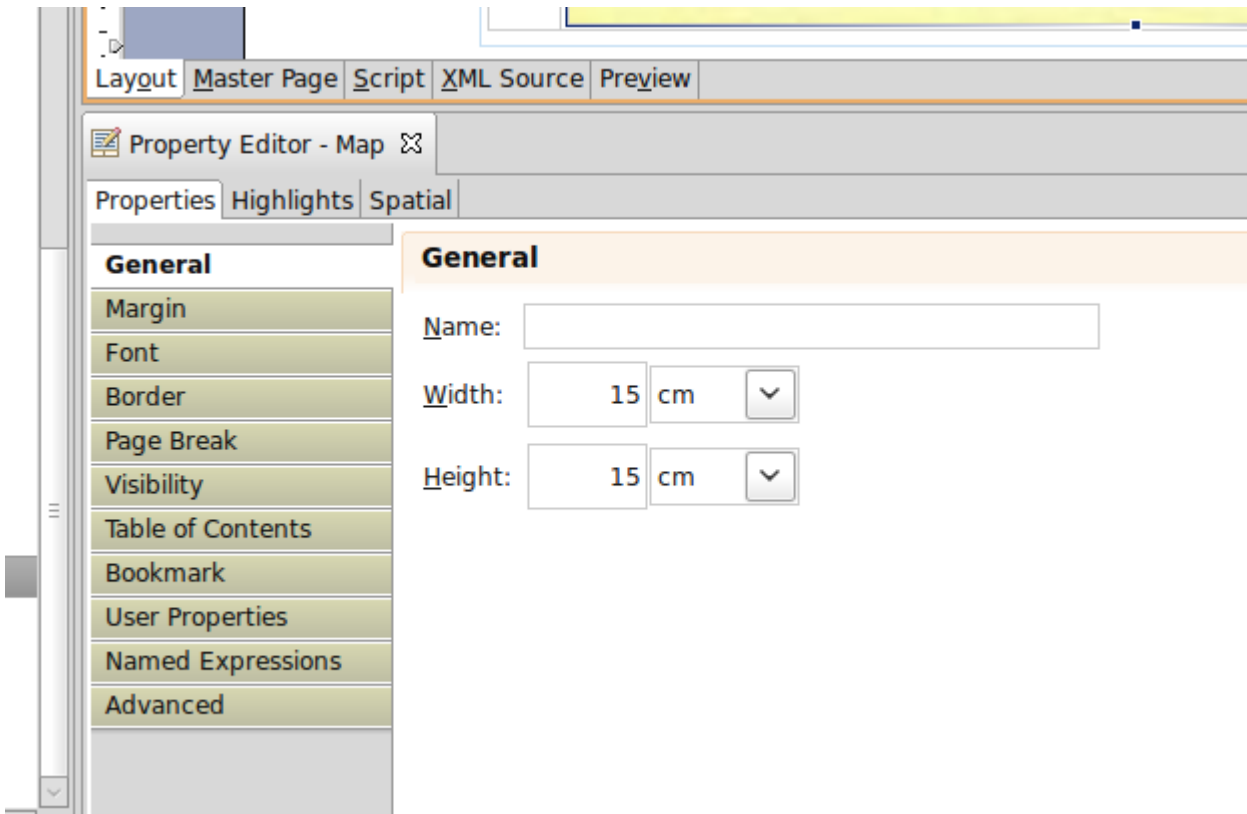 Layout Master Page Script XML Source Preview
Property Editor - Map
Properties Highlights Spatial
General
Margin
Font
Border
Page Break
Visibility
Table of Contents
Bookmark
User Properties
Named Expressions
Advanced
General
Name:
Width: 15 cm
Height: 15 cm